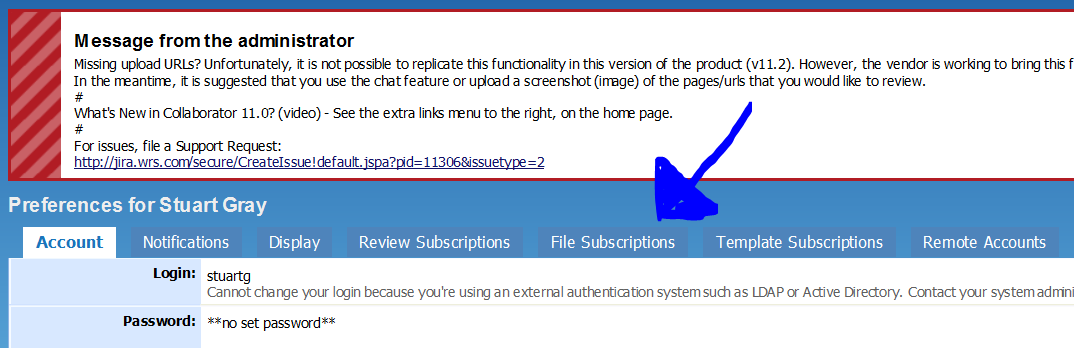 Message from the administrator
Missing upload URLs? Unfortunately, it is not possible to replicate this functionality in this version of the product (v11.2). However, the vendor is working to bring this f
In the meantime, it is suggested that you use the chat feature or upload a screenshot (image) of the pages/urls that you would like to review.
#
What's New in Collaborator 11.0? (video) - See the extra links menu to the right, on the home page.
#
For issues, file a Support Request:
http://jira.wrs.com/secure/CreateIssue!default.jspa?pid=11306&issuetype=2
Preferences for Stuart Gray
Account Notifications Display Review Subscriptions File Subscriptions Template Subscriptions Remote Accounts
Login: stuartg
Cannot change your login because you're using an external authentication system such as LDAP or Active Directory. Contact your system admini
Password: **no set password**